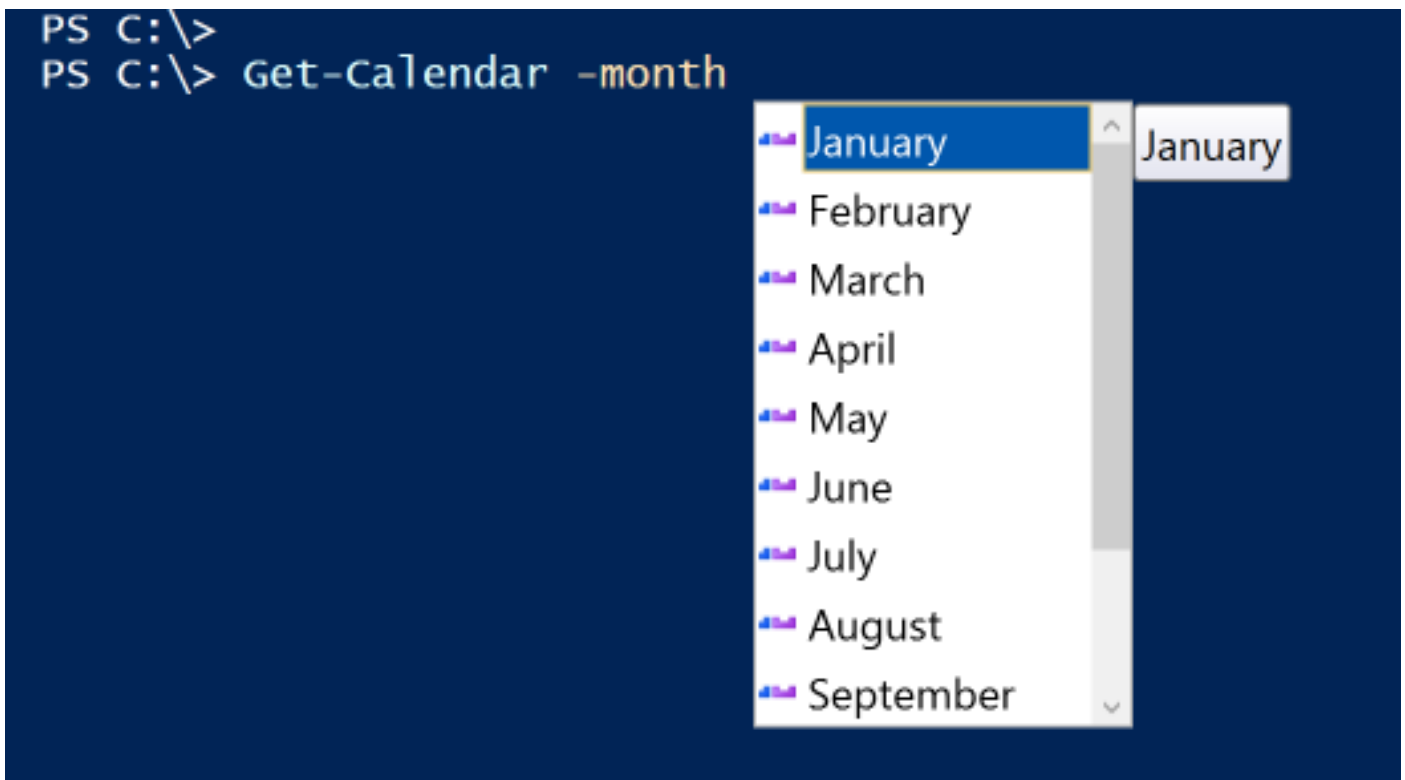 PS C:\>
PS C:\> Get-Calendar -month
January
January
February
March
April
May
June
July
August
September